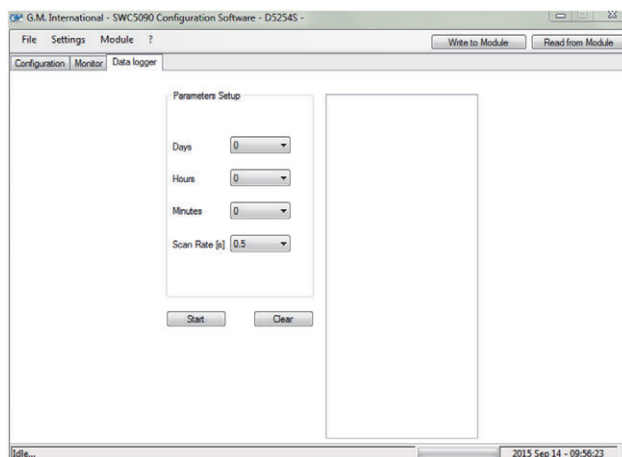 G.M. International - SWC5090 Configuration Software - D5254S -
File Settings Module ? Write to Module Read from Module
Configuration Monitor Data logger
Parameters Setup
Days 0
Hours 0
Minutes 0
Scan Rate [s] 0.5
Start Clear
Idle... 2015 Sep 14 - 09:56:23